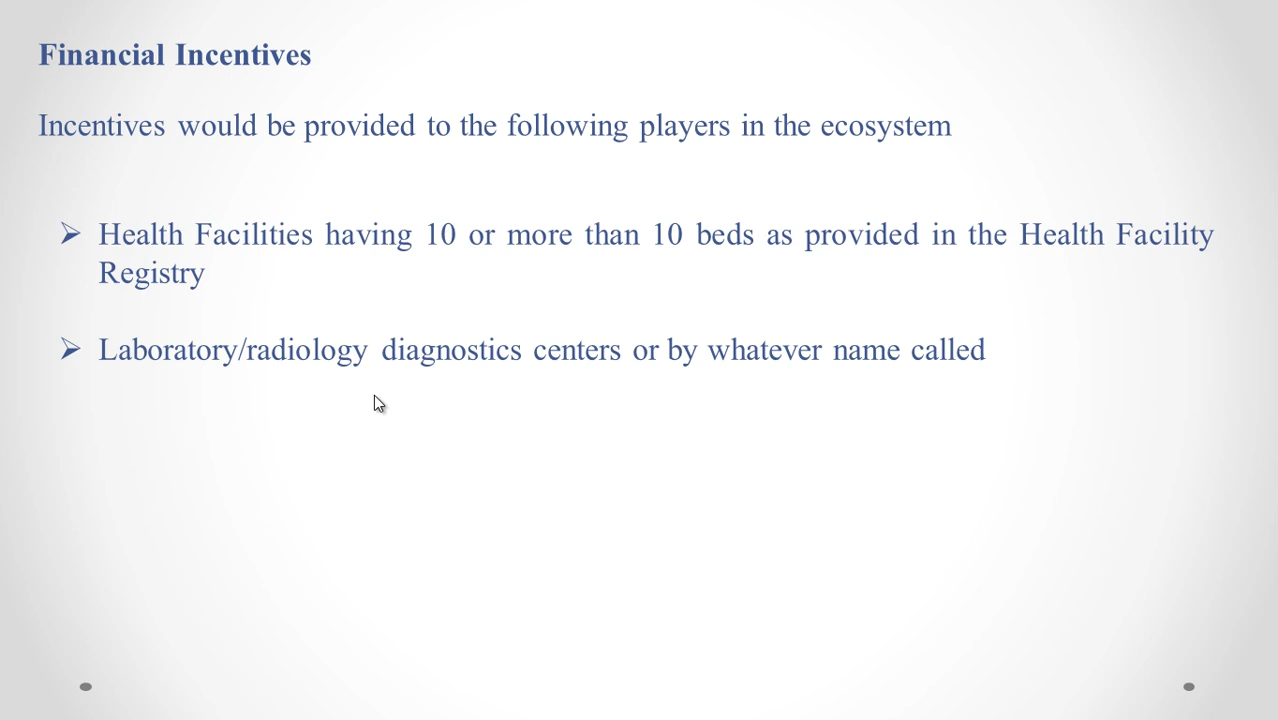 Financial Incentives
Incentives would be provided to the following players in the ecosystem
➢ Health Facilities having 10 or more than 10 beds as provided in the Health Facility
Registry
➢ Laboratory/radiology diagnostics centers or by whatever name called